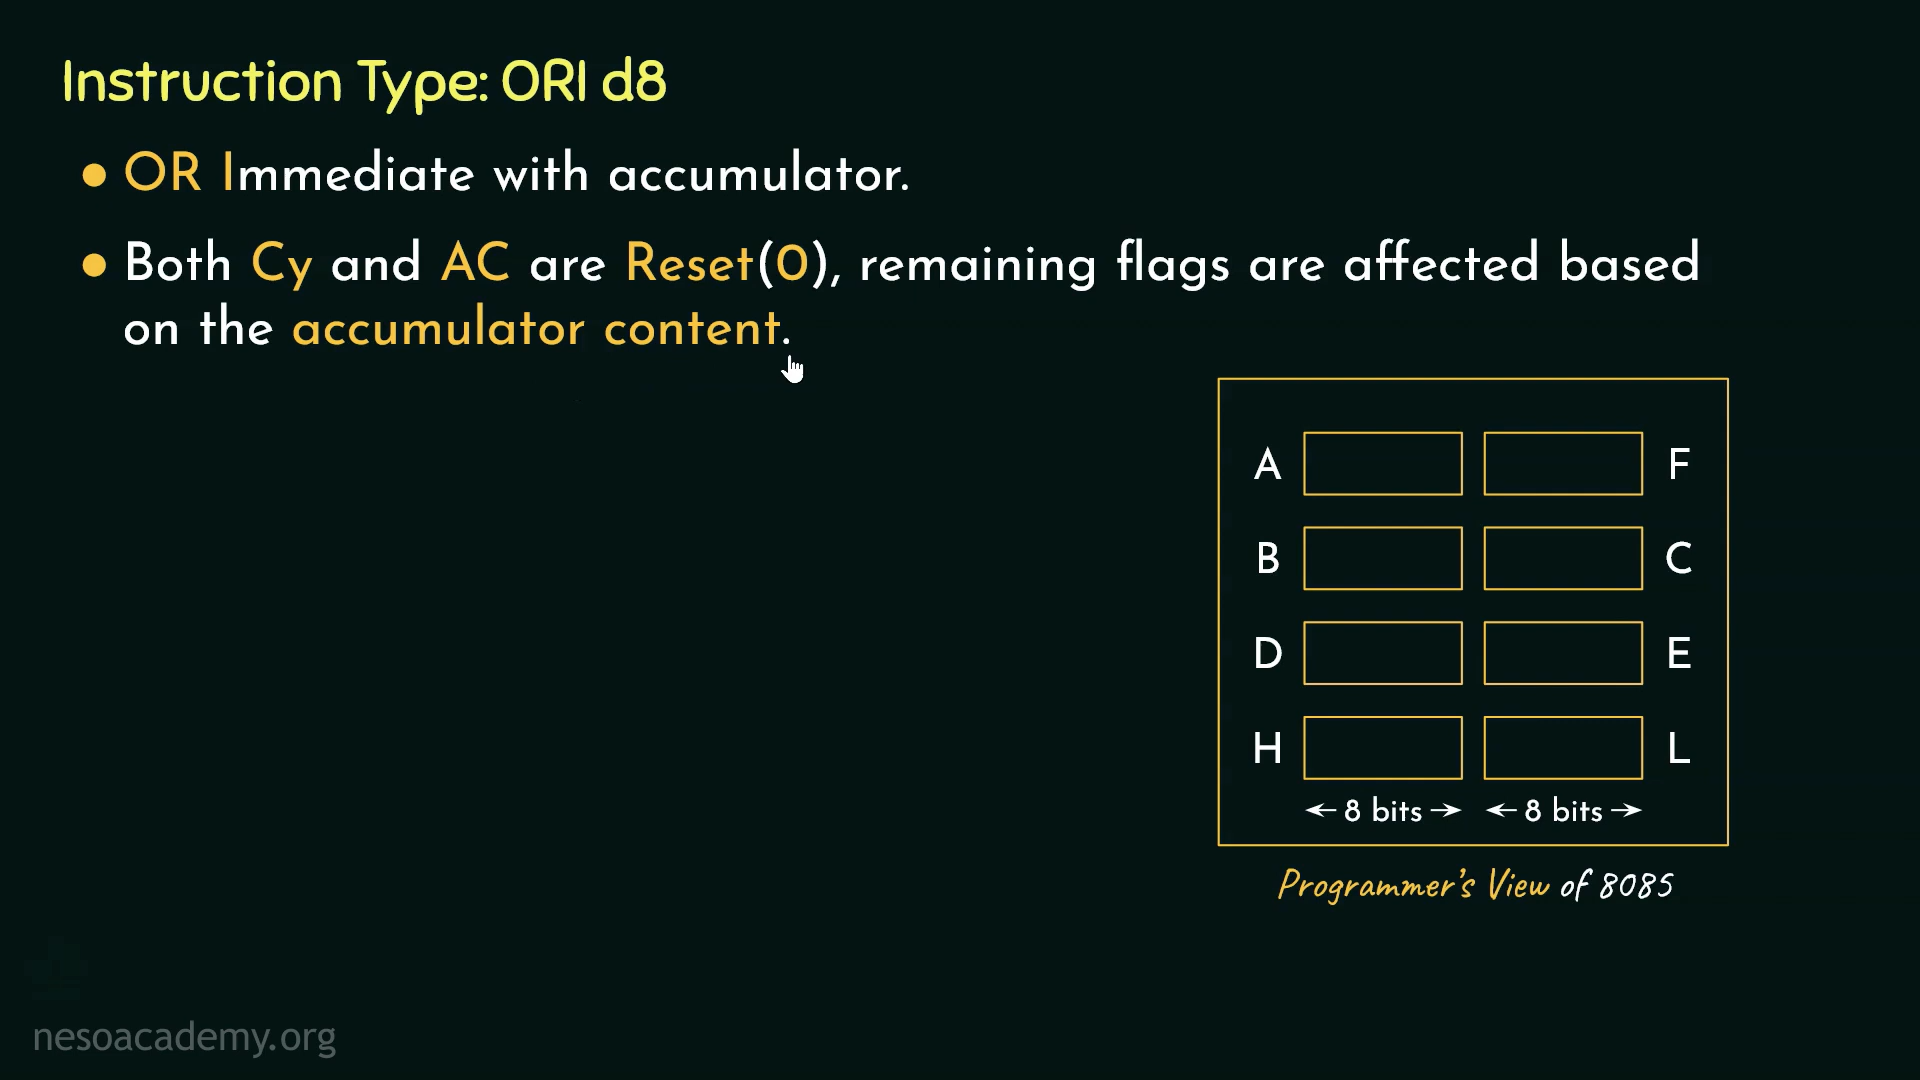 Instruction Type: ORI d8
● OR Immediate with accumulator.
● Both Cy and AC are Reset(0), remaining flags are affected based
on the accumulator content.
A F
B C
D E
H L
← 8 bits → ← 8 bits →
Programmer's View of 8085
nesoacademy.org